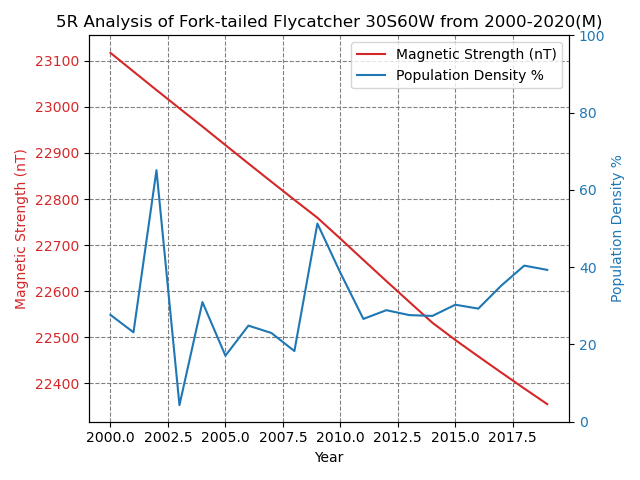 5R Analysis of Fork-tailed Flycatcher 30S60W from 2000-2020(M)
Magnetic Strength (nT)
Population Density %
23100
23000
22900
22800
22700
22600
22500
22400
Magnetic Strength (nT)
100
80
60
40
20
0
Population Density %
2000.0 2002.5 2005.0 2007.5 2010.0 2012.5 2015.0 2017.5
Year